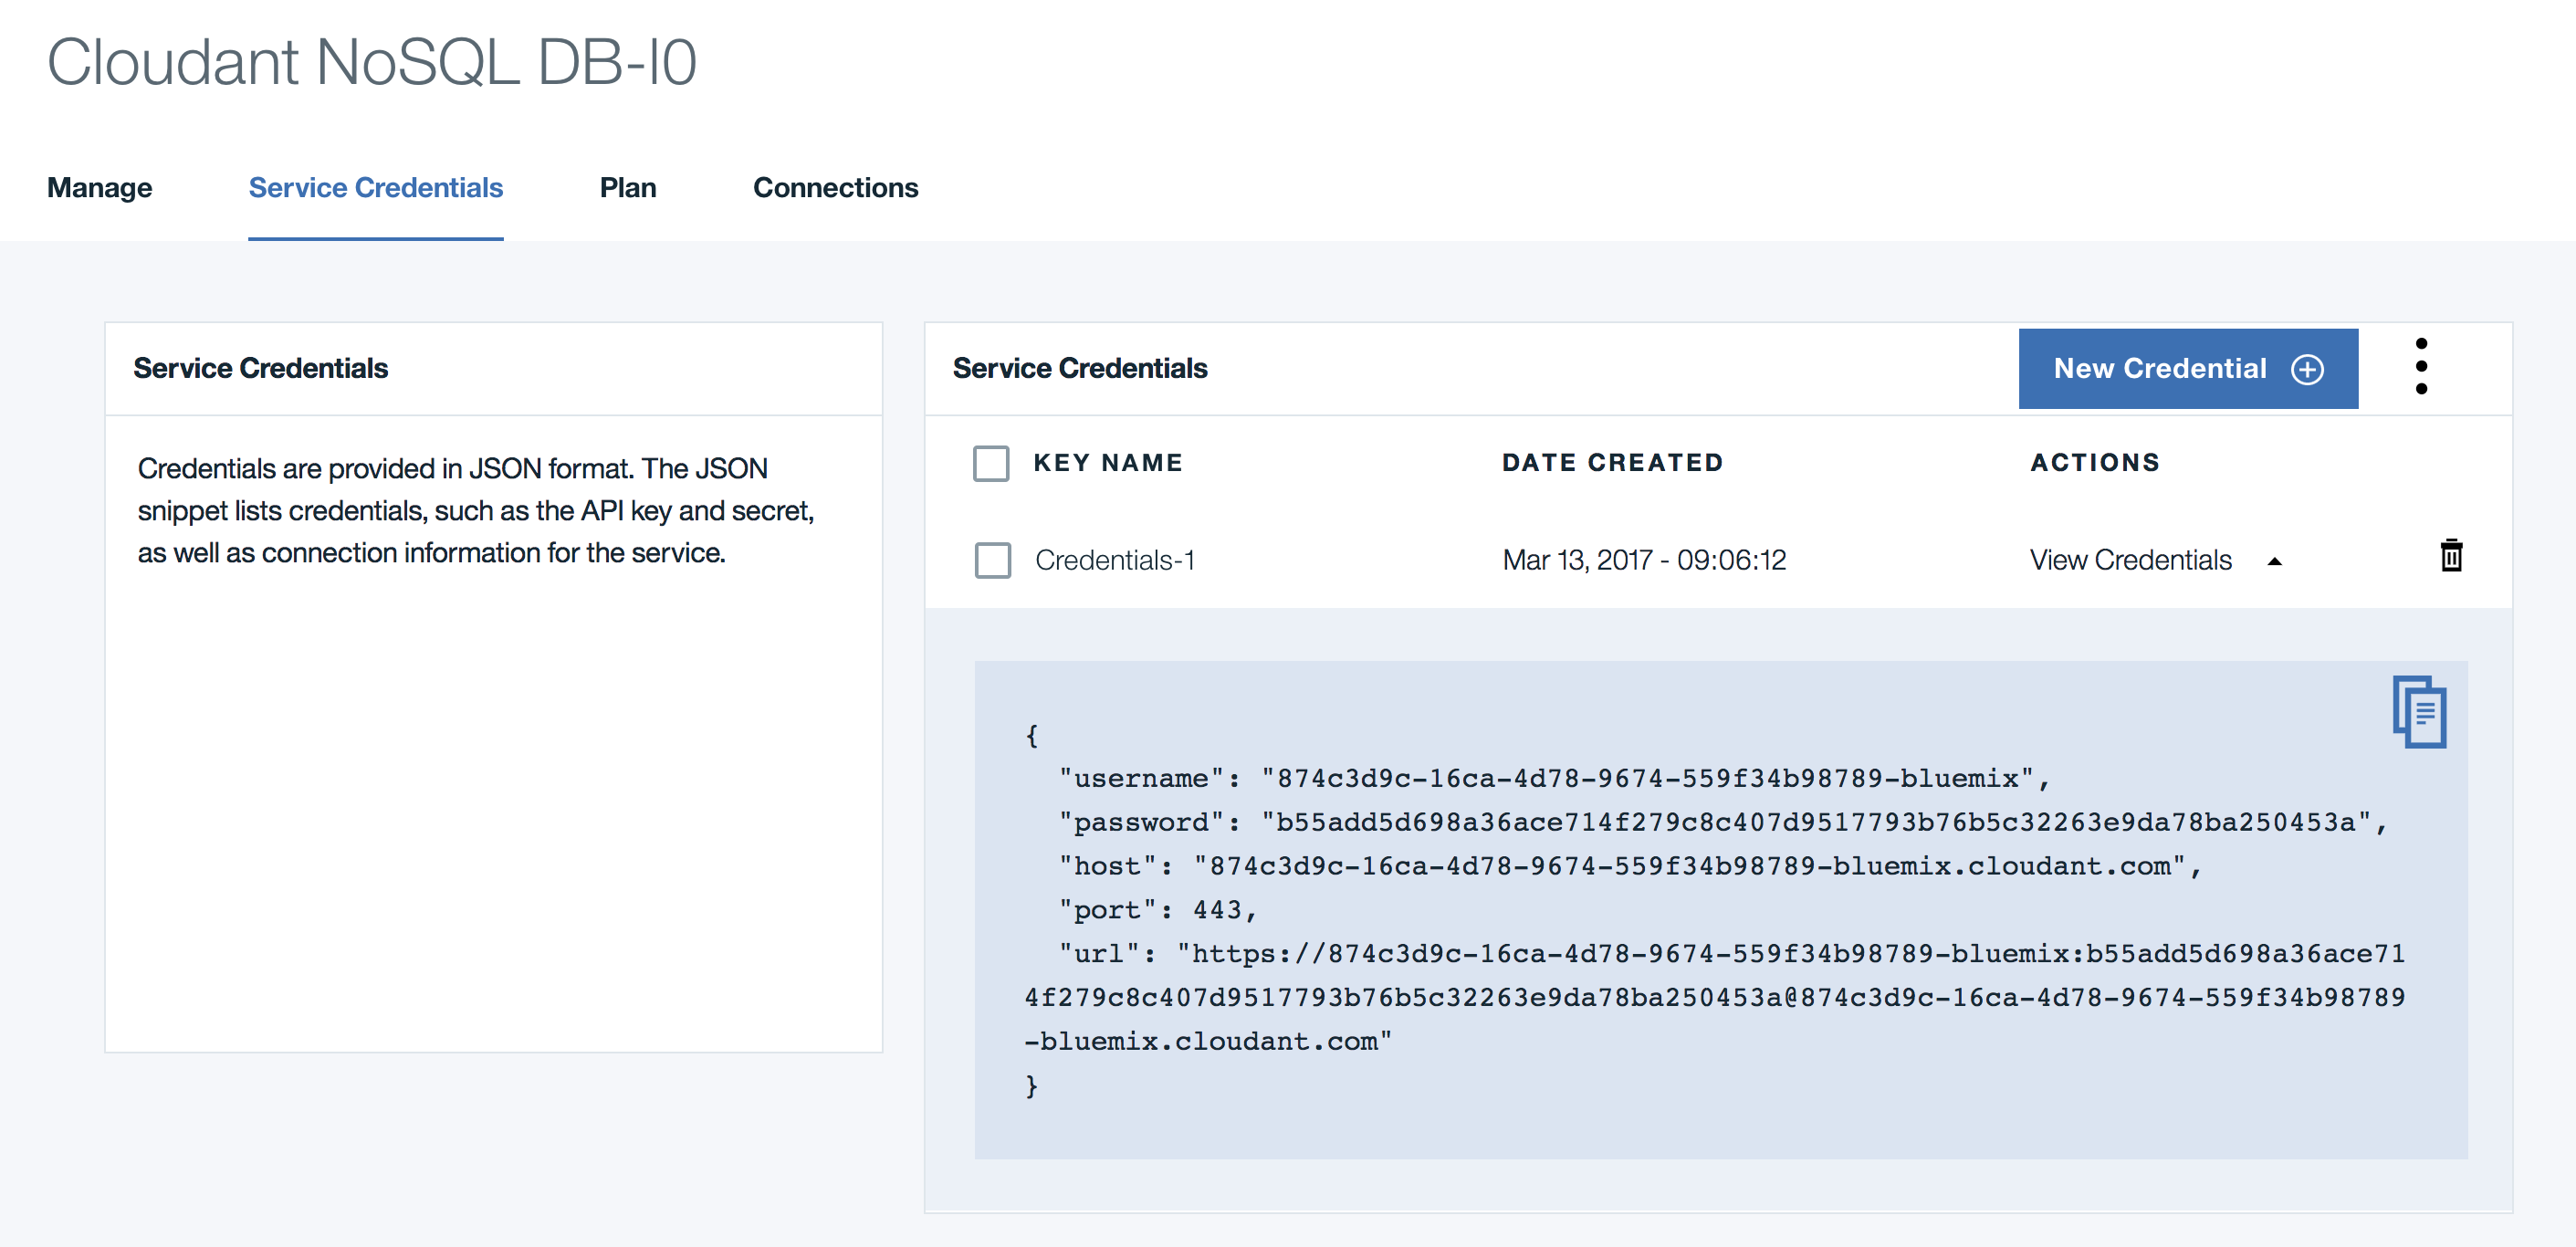 Cloudant NoSQL DB-l0
Manage Service Credentials Plan Connections
Service Credentials
Credentials are provided in JSON format. The JSON
snippet lists credentials, such as the API key and secret,
as well as connection information for the service.
Service Credentials New Credential
KEY NAME DATE CREATED ACTIONS
Credentials-1 Mar 13, 2017 - 09:06:12 View Credentials
{
"username": "874c3d9c-16ca-4d78-9674-559f34b98789-bluemix",
"password": "b55add5d698a36ace714f279c8c407d9517793b76b5c32263e9da78ba250453a",
"host": "874c3d9c-16ca-4d78-9674-559f34b98789-bluemix.cloudant.com",
"port": 443,
"url": "https://874c3d9c-16ca-4d78-9674-559f34b98789-bluemix:b55add5d698a36ace71
4f279c8c407d9517793b76b5c32263e9da78ba250453a@874c3d9c-16ca-4d78-9674-559f34b98789
-bluemix.cloudant.com"
}